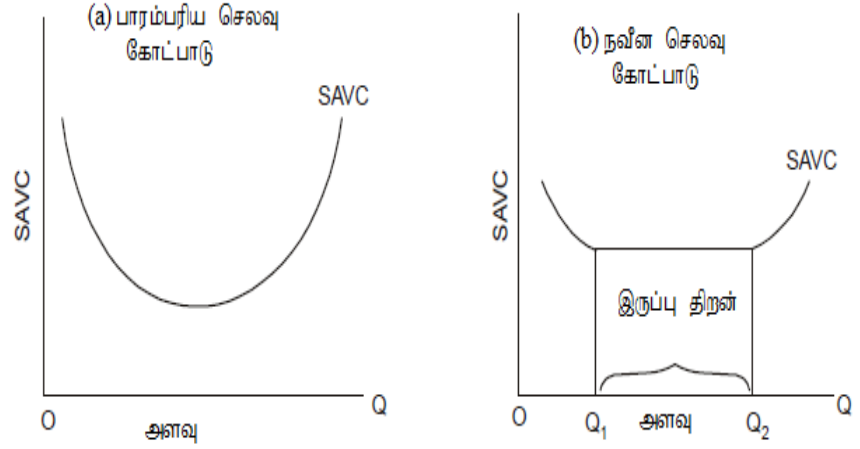 (a) பாரம்பரிய செலவு
கோட்பாடு
SAVC
SAVC
O
அளவு
Q
(b) நவீன செலவு
கோட்பாடு
SAVC
SAVC
இருப்பு திறன்
O
Q1
அளவு
Q2
Q